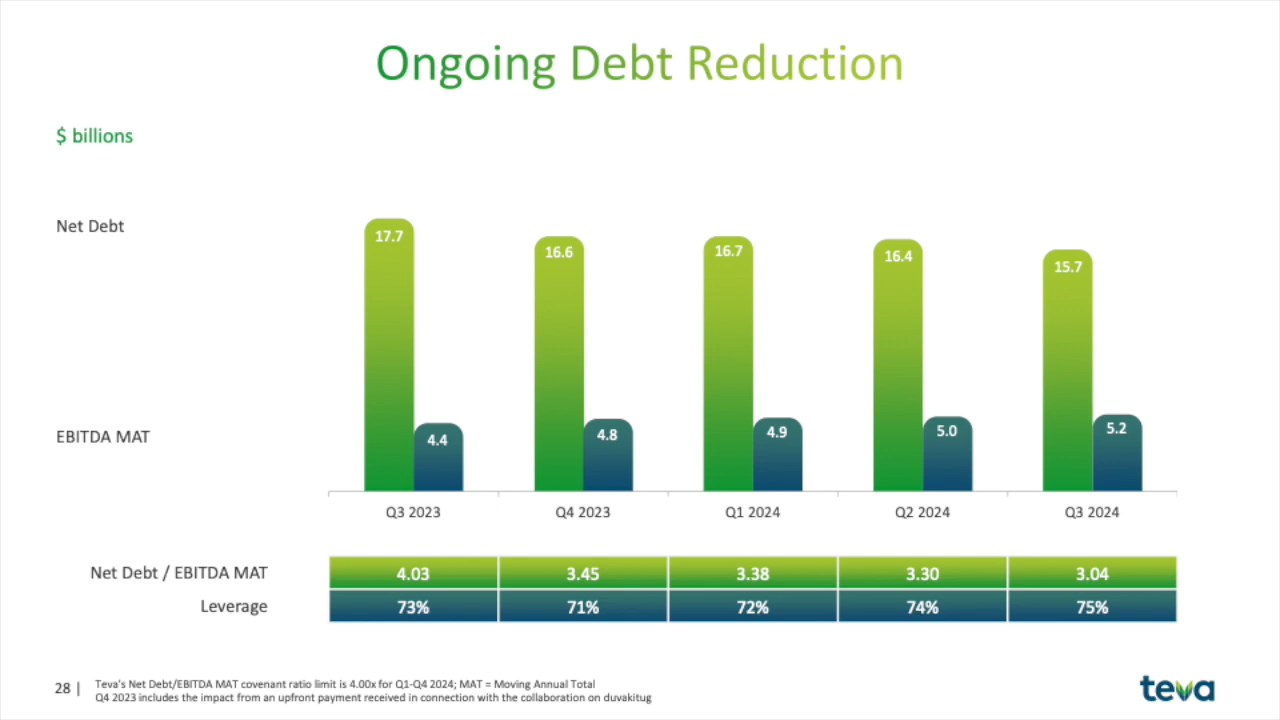 Ongoing Debt Reduction
$ billions
Net Debt
17.7
16.6
16.7
16.4
15.7
EBITDA MAT
4.4
4.8
4.9
5.0
5.2
Q3 2023
Q4 2023
Q1 2024
Q2 2024
Q3 2024
Net Debt / EBITDA MAT 4.03 3.45 3.38 3.30 3.04
Leverage 73% 71% 72% 74% 75%
28 |
Teva's Net Debt/EBITDA MAT covenant ratio limit is 4.00x for Q1-Q4 2024; MAT = Moving Annual Total
Q4 2023 includes the impact from an upfront payment received in connection with the collaboration on duvakitug
teva